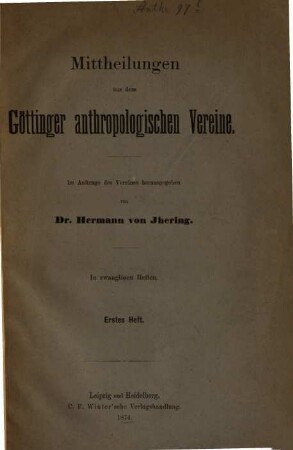 Mittheilungen
aus dem
Göttinger anthropologischen Vereine.
Im Auftrage des Vereines herausgegeben
von
Dr. Hermann von Jhering.
In zwanglosen Heften.
Erstes Heft.
Leipzig und Heidelberg.
C. F. Winter'sche Verlagshandlung.
1874.